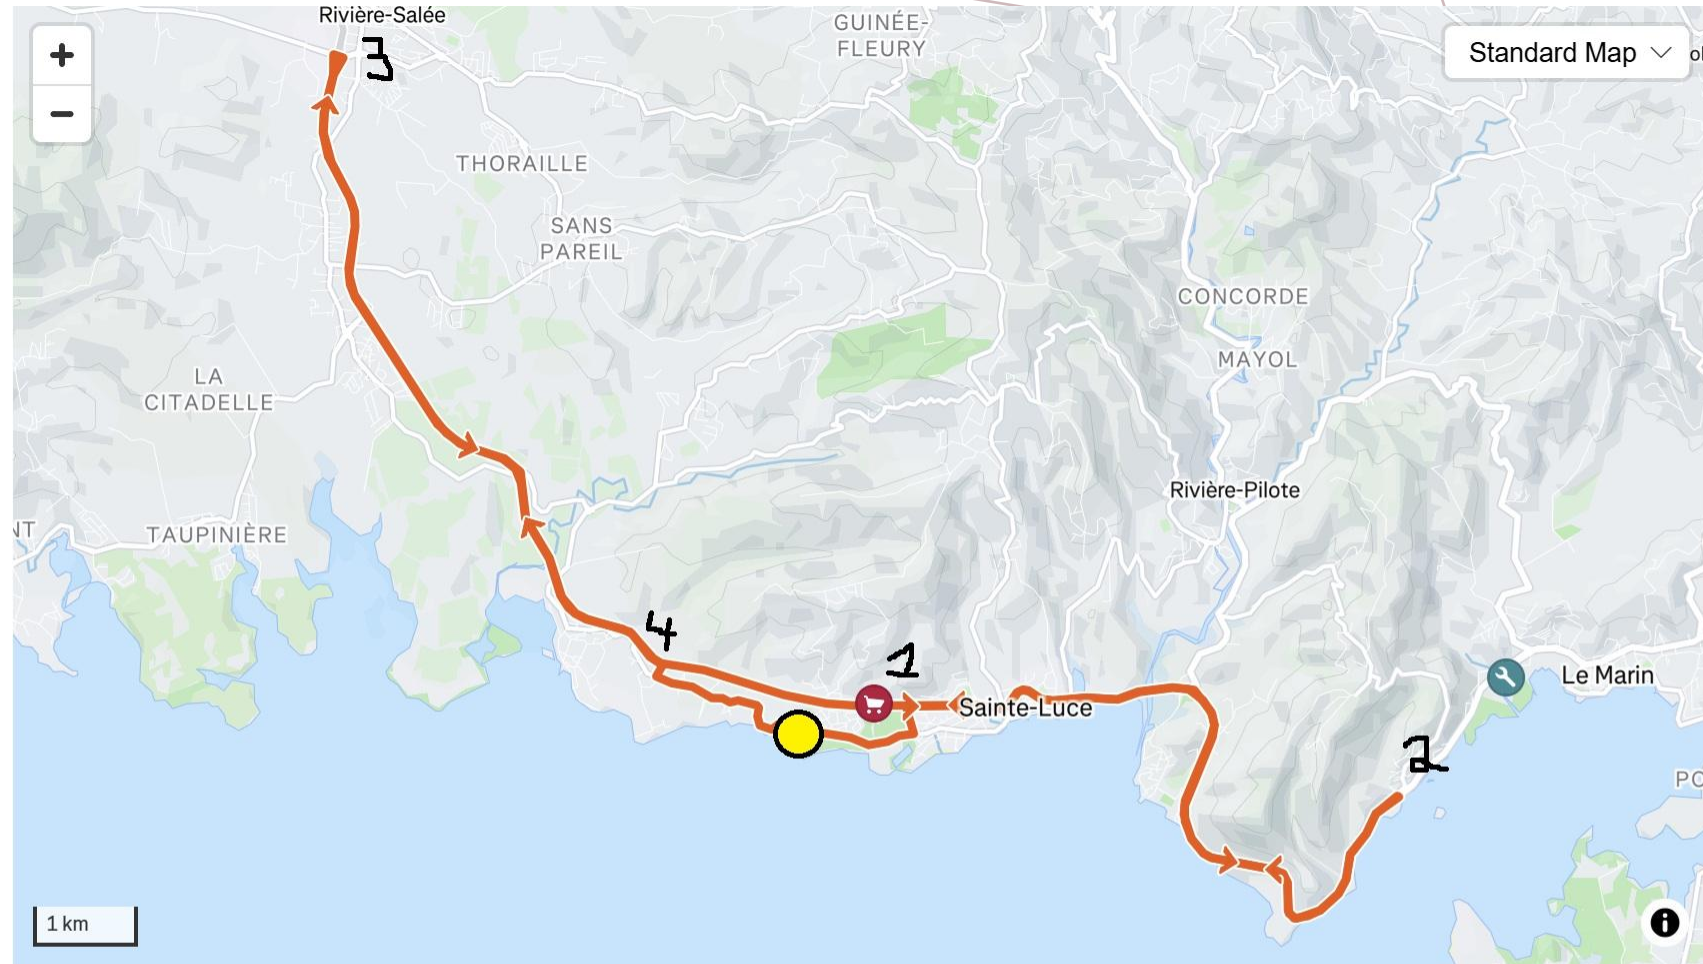 Rivière-Salée
3
GUINÉE-
FLEURY
+
−
Standard Map
THORAILLE
SANS
PAREIL
CONCORDE
MAYOL
LA
CITADELLE
Rivière-Pilote
TAUPINIÈRE
4
1
Sainte-Luce
Le Marin
2
1 km
i